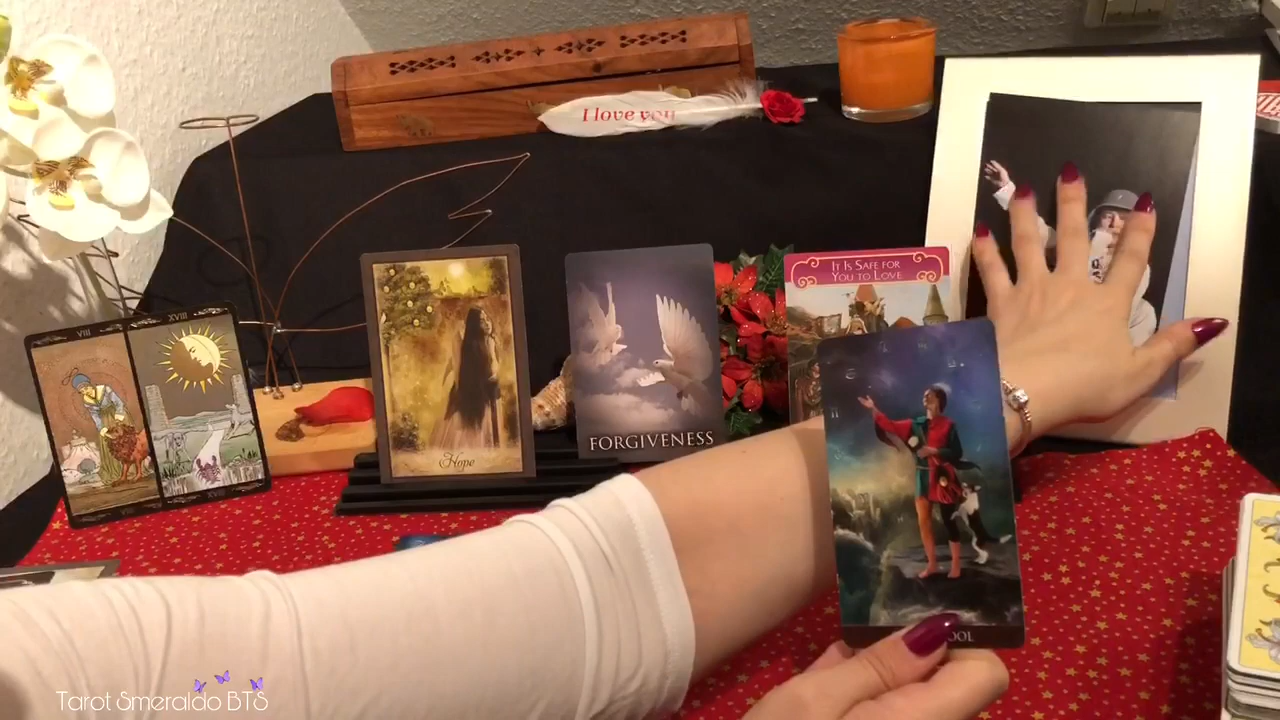 I love you
IT IS SAFE FOR
YOU TO LOVE
VIII
XVIII
Hope
FORGIVENESS
OOL
Tarot Smeraldo BTS